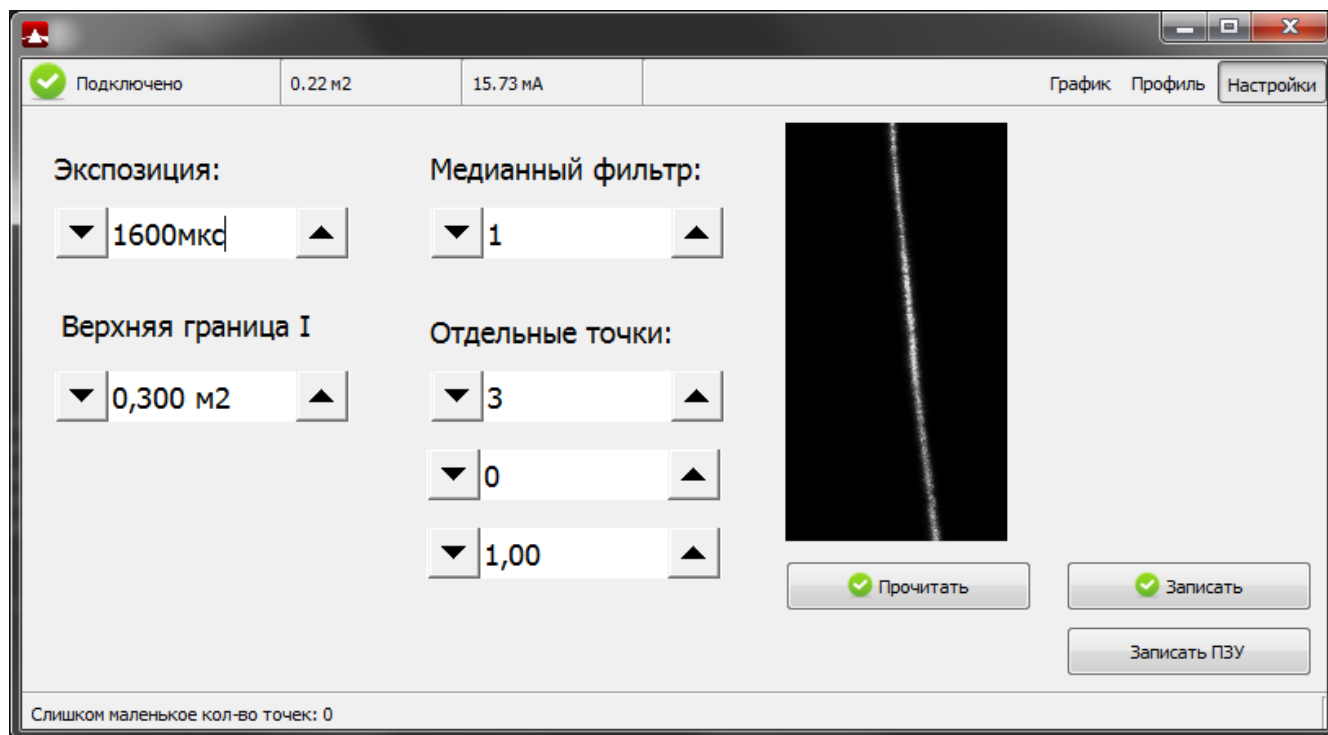 Подключено 0.22 м2 15.73 мА График Профиль Настройки
Экспозиция: Медианный фильтр:
1600мкс 1
Верхняя граница I Отдельные точки:
0,300 м2 3
0
1,00
Прочитать Записать
Записать ПЗУ
Слишком маленькое кол-во точек: 0